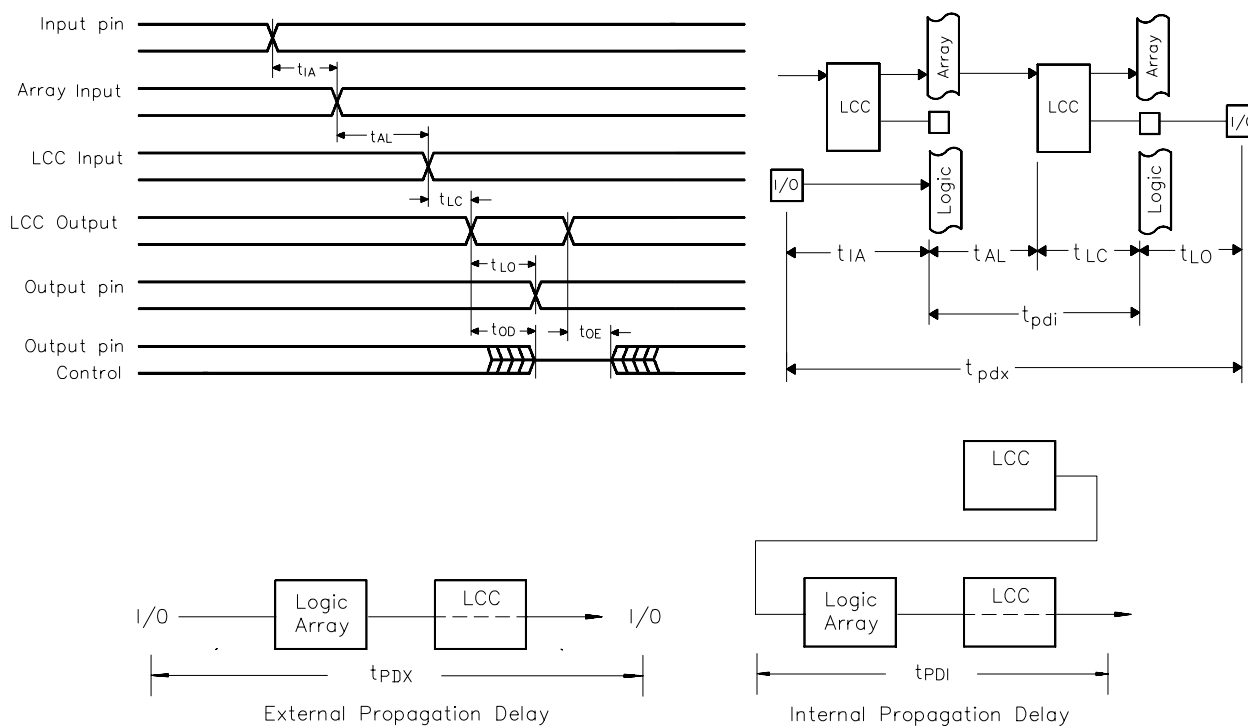 Input pin
tIA
Array Input
tAL
LCC Input
tLC
LCC Output
tLO
Output pin
tOD
tOE
Output pin
Control
Array
Array
LCC
LCC
I/O
I/O
Logic
Logic
tIA
tAL
tLC
tLO
tpdi
tpdx
I/O
Logic
Array
LCC
I/O
tPDX
External Propagation Delay
LCC
Logic
Array
LCC
tPDI
Internal Propagation Delay